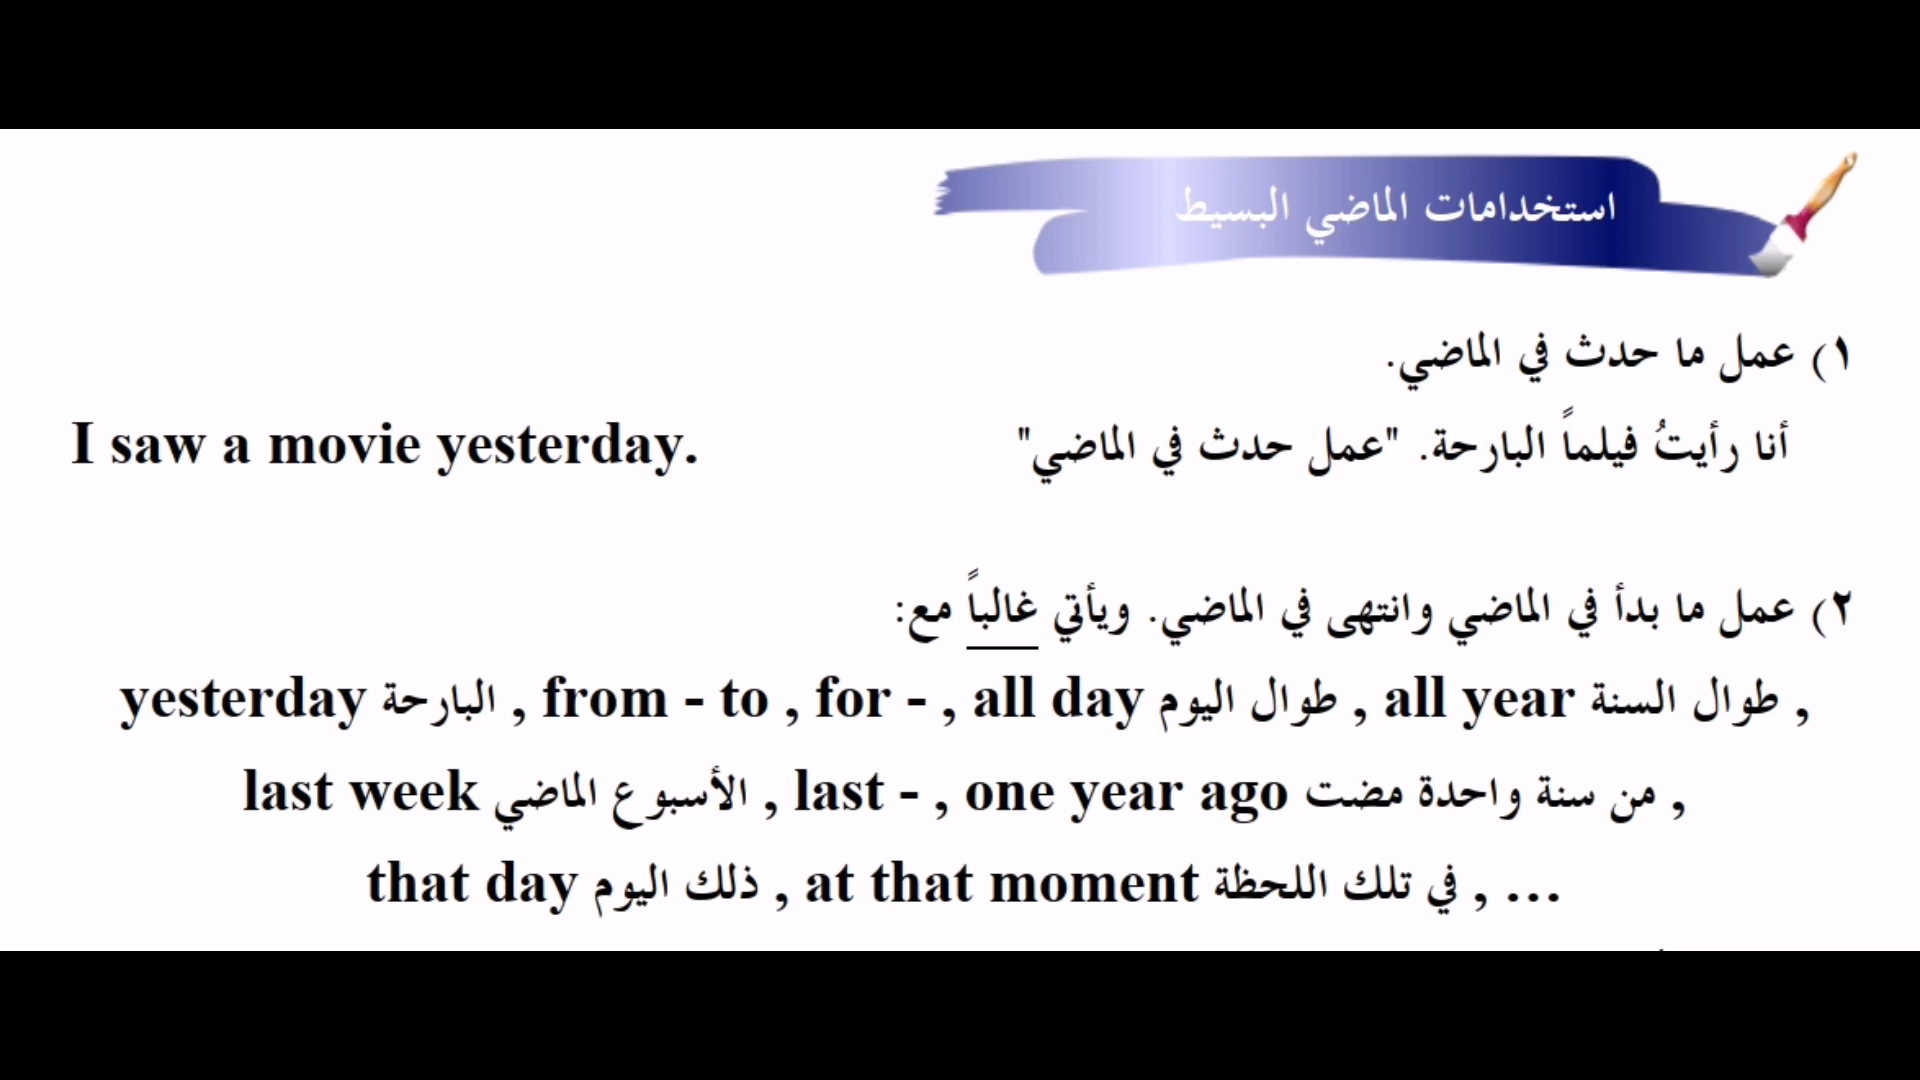 استخدامات الماضي البسيط
١) عمل ما حدث في الماضي.
أنا رأيتُ فيلماً البارحة. "عمل حدث في الماضي" I saw a movie yesterday.
٢) عمل ما بدأ في الماضي وانتهى في الماضي. ويأتي غالباً مع:
yesterday البارحة , from - to , for - , all day طوال اليوم , all year طوال السنة ,
last week الأسبوع الماضي , last - , one year ago من سنة واحدة مضت ,
that day ذلك اليوم , at that moment في تلك اللحظة , ...